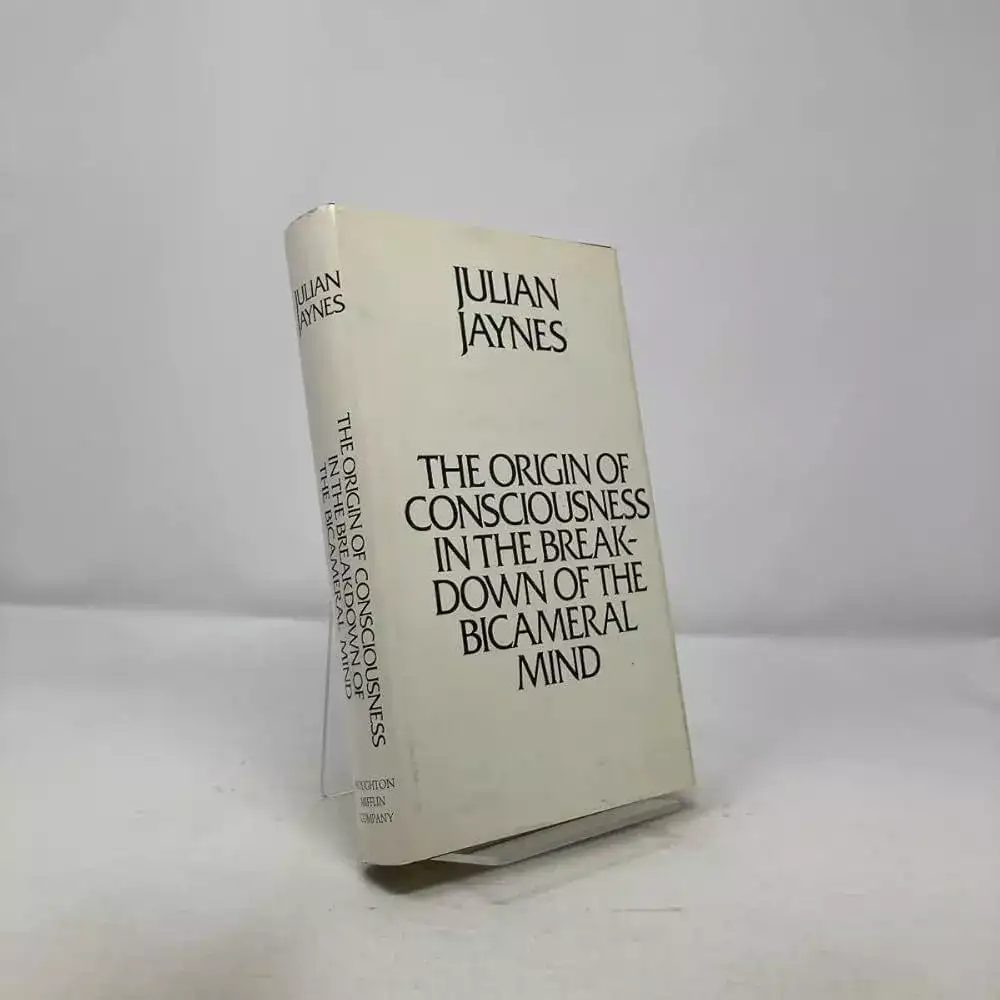 JULIAN
JAYNES
THE ORIGIN OF CONSCIOUSNESS
IN THE BREAKDOWN OF
THE BICAMERAL MIND
HOUGHTON
MIFFLIN
COMPANY
JULIAN
JAYNES
THE ORIGIN OF
CONSCIOUSNESS
IN THE BREAK-
DOWN OF THE
BICAMERAL
MIND